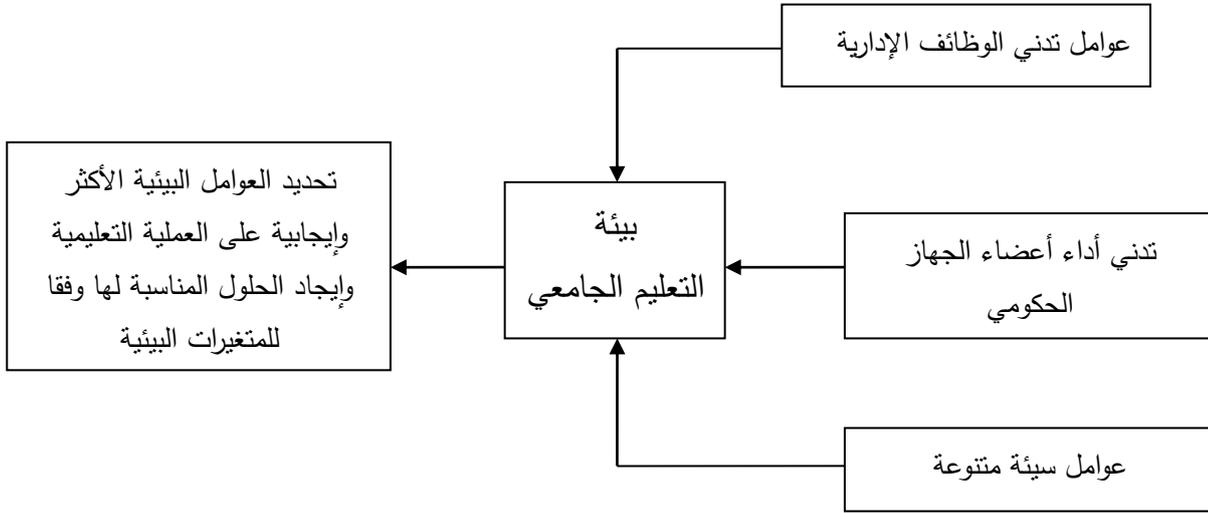 عوامل تدني الوظائف الإدارية
تدني أداء أعضاء الجهاز
الحكومي
عوامل سيئة متنوعة
بيئة
التعليم الجامعي
تحديد العوامل البيئية الأكثر
وإيجابية على العملية التعليمية
وإيجاد الحلول المناسبة لها وفقا
للمتغيرات البيئية